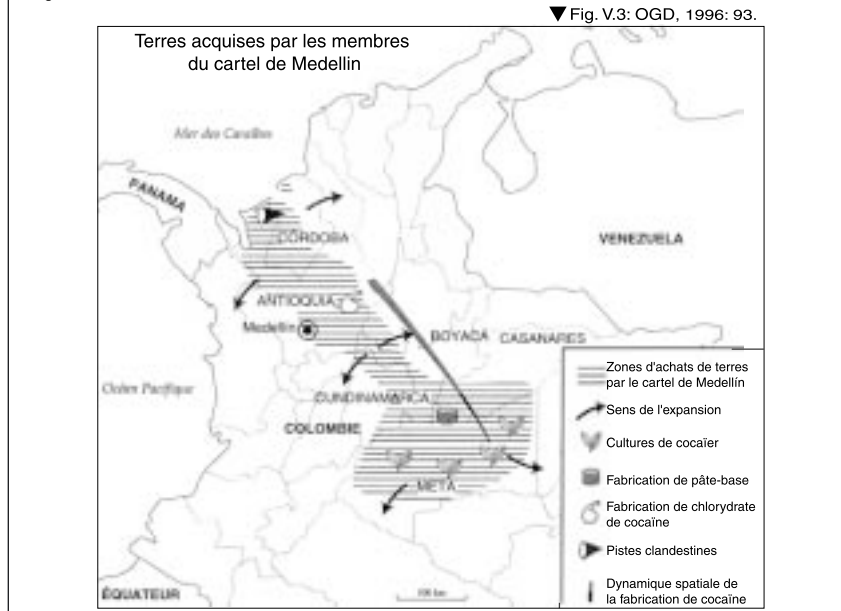 ▼ Fig. V.3: OGD, 1996: 93.
Terres acquises par les membres
du cartel de Medellin
Mer des Caraïbes
PANAMA
CORDOBA
VENEZUELA
ANTIOQUIA
Medellín
BOYACA CASANARES
Océan Pacifique
CUNDINAMARCA
COLOMBIE
META
ÉQUATEUR
100 km
Zones d'achats de terres
par le cartel de Medellín
Sens de l'expansion
Cultures de cocaïer
Fabrication de pâte-base
Fabrication de chlorydrate
de cocaïne
Pistes clandestines
Dynamique spatiale de
la fabrication de cocaïne